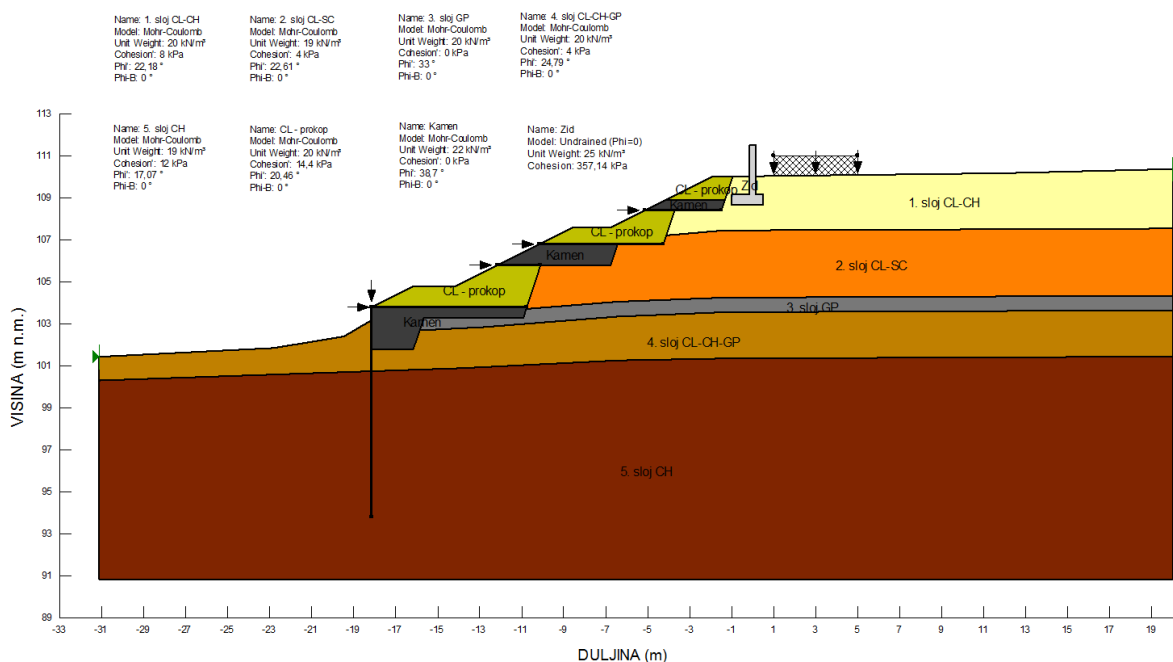 Name: 1. sloj CL-CH
Model: Mohr-Coulomb
Unit Weight: 20 kN/m³
Cohesion': 8 kPa
Phi': 22,18 °
Phi-B: 0 °
Name: 2. sloj CL-SC
Model: Mohr-Coulomb
Unit Weight: 19 kN/m³
Cohesion': 4 kPa
Phi': 22,61 °
Phi-B: 0 °
Name: 3. sloj GP
Model: Mohr-Coulomb
Unit Weight: 20 kN/m³
Cohesion': 0 kPa
Phi': 33 °
Phi-B: 0 °
Name: 4. sloj CL-CH-GP
Model: Mohr-Coulomb
Unit Weight: 20 kN/m³
Cohesion': 4 kPa
Phi': 24,79 °
Phi-B: 0 °
Name: 5. sloj CH
Model: Mohr-Coulomb
Unit Weight: 19 kN/m³
Cohesion': 12 kPa
Phi': 17,07 °
Phi-B: 0 °
Name: CL - prokop
Model: Mohr-Coulomb
Unit Weight: 20 kN/m³
Cohesion': 14,4 kPa
Phi': 20,46 °
Phi-B: 0 °
Name: Kamen
Model: Mohr-Coulomb
Unit Weight: 22 kN/m³
Cohesion': 0 kPa
Phi': 38,7 °
Phi-B: 0 °
Name: Zid
Model: Undrained (Phi=0)
Unit Weight: 25 kN/m³
Cohesion: 357,14 kPa
CL - prokop
Zid
Kamen
1. sloj CL-CH
CL - prokop
Kamen
2. sloj CL-SC
CL - prokop
3. sloj GP
Kamen
4. sloj CL-CH-GP
5. sloj CH
VISINA (m n.m.)
113
111
109
107
105
103
101
99
97
95
93
91
89
-33 -31 -29 -27 -25 -23 -21 -19 -17 -15 -13 -11 -9 -7 -5 -3 -1 1 3 5 7 9 11 13 15 17 19
DULJINA (m)